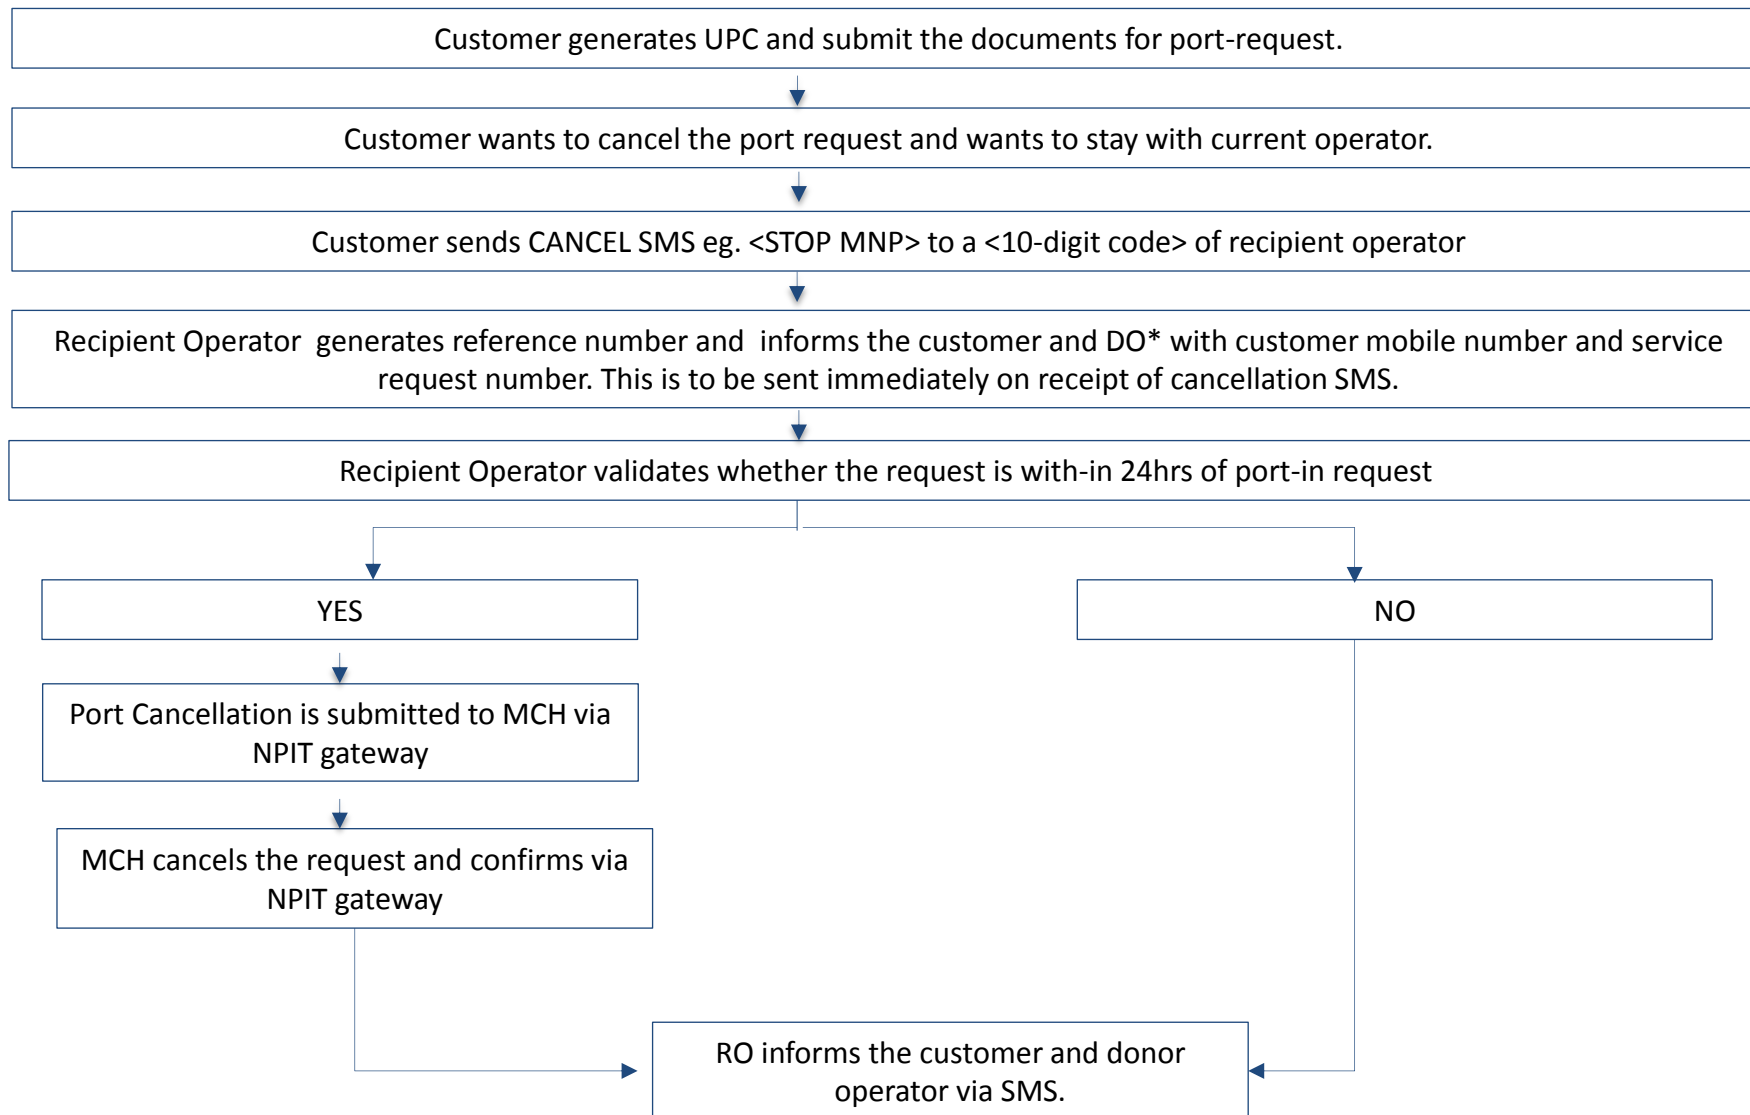 Customer generates UPC and submit the documents for port-request.
Customer wants to cancel the port request and wants to stay with current operator.
Customer sends CANCEL SMS eg. <STOP MNP> to a <10-digit code> of recipient operator
Recipient Operator  generates reference number and  informs the customer and DO* with customer mobile number and service
request number. This is to be sent immediately on receipt of cancellation SMS.
Recipient Operator validates whether the request is with-in 24hrs of port-in request
YES
NO
Port Cancellation is submitted to MCH via
NPIT gateway
MCH cancels the request and confirms via
NPIT gateway
RO informs the customer and donor
operator via SMS.